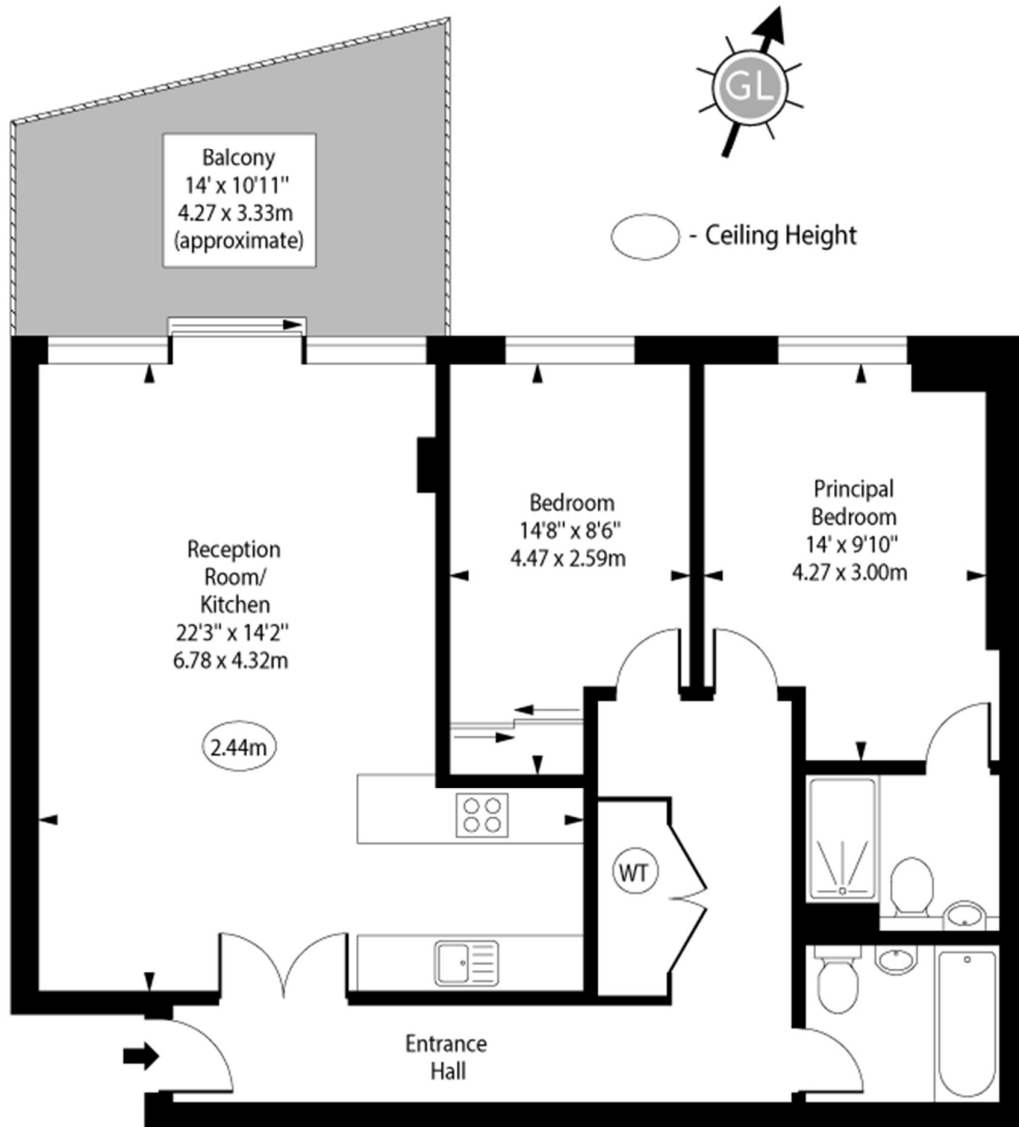 GL
Balcony
14' x 10'11"
4.27 x 3.33m
(approximate)
- Ceiling Height
Reception
Room/
Kitchen
22'3" x 14'2"
6.78 x 4.32m
2.44m
Bedroom
14'8" x 8'6"
4.47 x 2.59m
Principal
Bedroom
14' x 9'10"
4.27 x 3.00m
WT
Entrance
Hall